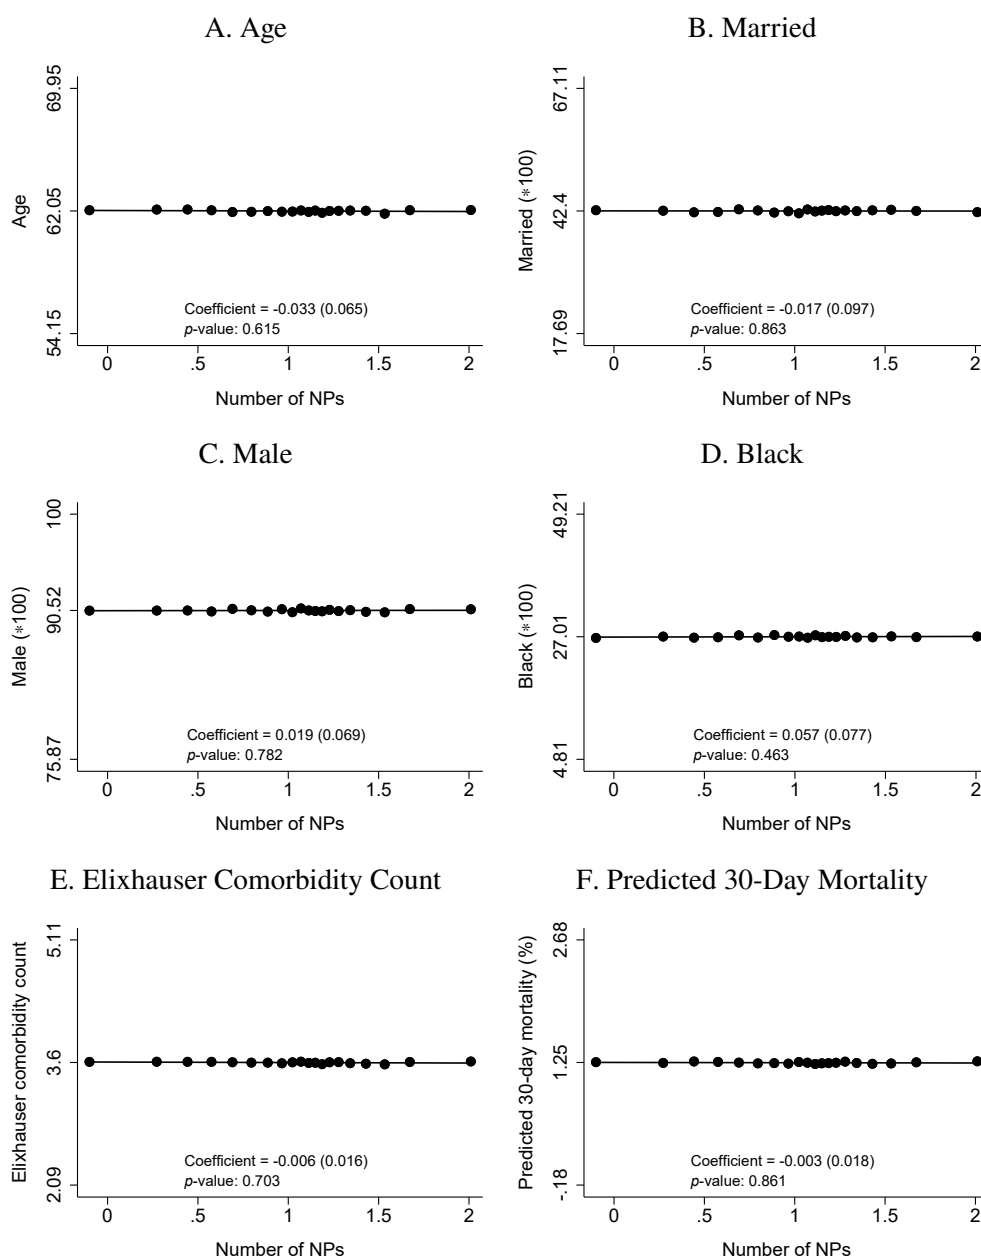 A. Age
69.95
62.05
54.15
Age
Coefficient = -0.033 (0.065)
p-value: 0.615
0 .5 1 1.5 2
Number of NPs
B. Married
67.11
42.4
17.69
Married (*100)
Coefficient = -0.017 (0.097)
p-value: 0.863
0 .5 1 1.5 2
Number of NPs
C. Male
100
90.52
75.87
Male (*100)
Coefficient = 0.019 (0.069)
p-value: 0.782
0 .5 1 1.5 2
Number of NPs
D. Black
49.21
27.01
4.81
Black (*100)
Coefficient = 0.057 (0.077)
p-value: 0.463
0 .5 1 1.5 2
Number of NPs
E. Elixhauser Comorbidity Count
5.11
3.6
2.09
Elixhauser comorbidity count
Coefficient = -0.006 (0.016)
p-value: 0.703
0 .5 1 1.5 2
Number of NPs
F. Predicted 30-Day Mortality
2.68
1.25
-.18
Predicted 30-day mortality (%)
Coefficient = -0.003 (0.018)
p-value: 0.861
0 .5 1 1.5 2
Number of NPs